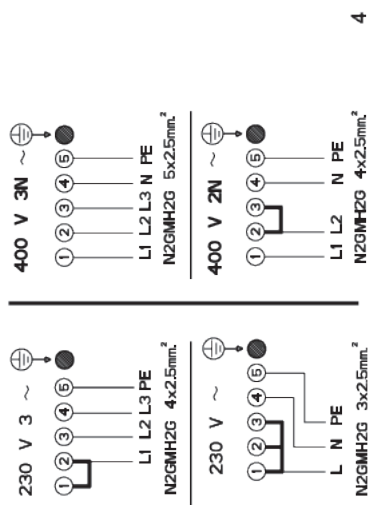 230 V 3 ~
1 2 3 4 5
L1 L2 L3 PE
N2GMH2G 4x2.5mm.²
230 V ~
1 2 3 4 5
L N PE
N2GMH2G 3x2.5mm.²
400 V 3N ~
1 2 3 4 5
L1 L2 L3 N PE
N2GMH2G 5x2.5mm.²
400 V 2N ~
1 2 3 4 5
L1 L2 N PE
N2GMH2G 4x2.5mm.²
4